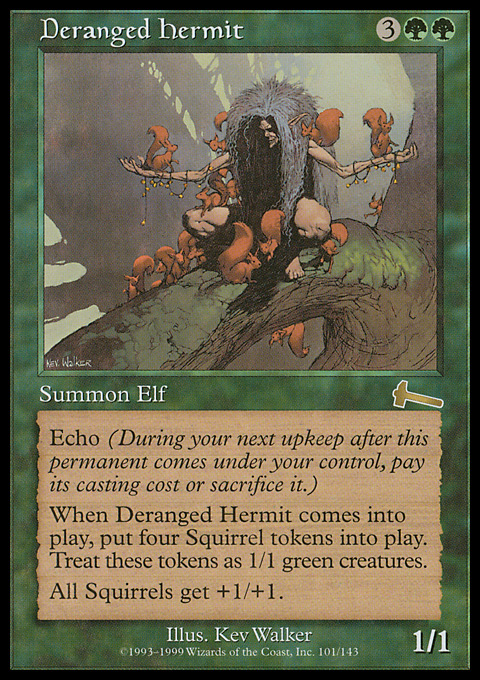 Deranged Hermit 3
KEV. WALKER
Summon Elf
Echo (During your next upkeep after this
permanent comes under your control, pay
its casting cost or sacrifice it.)
When Deranged Hermit comes into
play, put four Squirrel tokens into play.
Treat these tokens as 1/1 green creatures.
All Squirrels get +1/+1.
Illus. Kev Walker
©1993-1999 Wizards of the Coast, Inc. 101/143
1/1